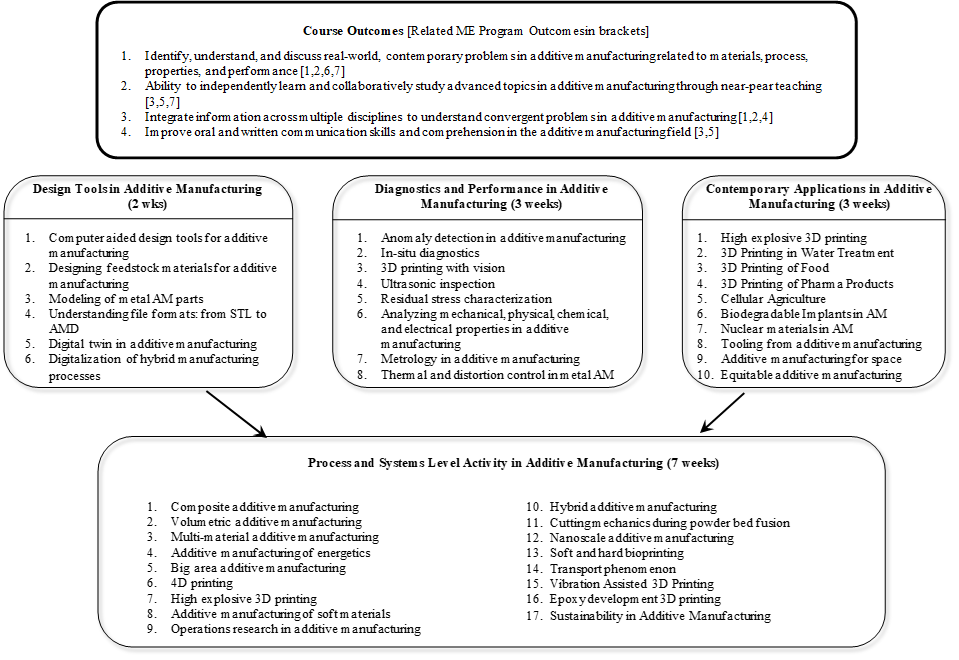 Course Outcomes [Related ME Program Outcomes in brackets]
1. Identify, understand, and discuss real-world, contemporary problems in additive manufacturing related to materials, process,
properties, and performance [1,2,6,7]
2. Ability to independently learn and collaboratively study advanced topics in additive manufacturing through near-pear teaching
[3,5,7]
3. Integrate information across multiple disciplines to understand convergent problems in additive manufacturing [1,2,4]
4. Improve oral and written communication skills and comprehension in the additive manufacturing field [3,5]
Design Tools in Additive Manufacturing
(2 wks)
1. Computer aided design tools for additive
manufacturing
2. Designing feedstock materials for additive
manufacturing
3. Modeling of metal AM parts
4. Understanding file formats: from STL to
AMD
5. Digital twin in additive manufacturing
6. Digitalization of hybrid manufacturing
processes
Diagnostics and Performance in Additive
Manufacturing (3 weeks)
1. Anomaly detection in additive manufacturing
2. In-situ diagnostics
3. 3D printing with vision
4. Ultrasonic inspection
5. Residual stress characterization
6. Analyzing mechanical, physical, chemical,
and electrical properties in additive
manufacturing
7. Metrology in additive manufacturing
8. Thermal and distortion control in metal AM
Contemporary Applications in Additive
Manufacturing (3 weeks)
1. High explosive 3D printing
2. 3D Printing in Water Treatment
3. 3D Printing of Food
4. 3D Printing of Pharma Products
5. Cellular Agriculture
6. Biodegradable Implants in AM
7. Nuclear materials in AM
8. Tooling from additive manufacturing
9. Additive manufacturing for space
10. Equitable additive manufacturing
Process and Systems Level Activity in Additive Manufacturing (7 weeks)
1. Composite additive manufacturing
2. Volumetric additive manufacturing
3. Multi-material additive manufacturing
4. Additive manufacturing of energetics
5. Big area additive manufacturing
6. 4D printing
7. High explosive 3D printing
8. Additive manufacturing of soft materials
9. Operations research in additive manufacturing
10. Hybrid additive manufacturing
11. Cutting mechanics during powder bed fusion
12. Nanoscale additive manufacturing
13. Soft and hard bioprinting
14. Transport phenomenon
15. Vibration Assisted 3D Printing
16. Epoxy development 3D printing
17. Sustainability in Additive Manufacturing